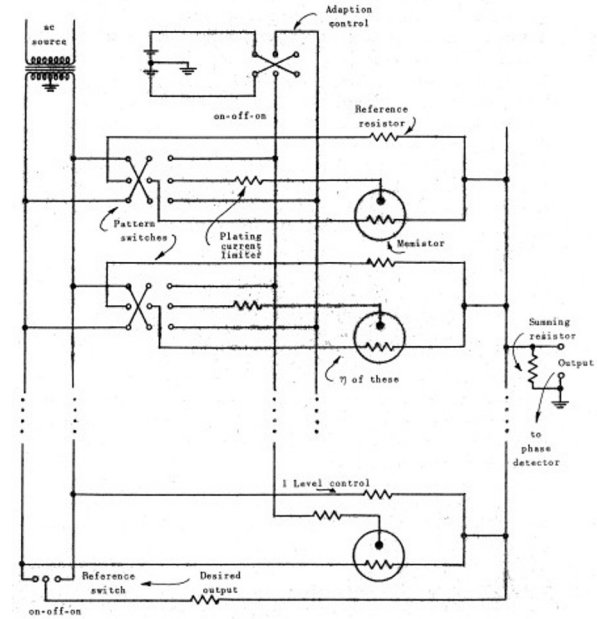 ac
source
Adaption
control
on-off-on
Reference
resistor
Pattern
switches
Plating
current
limiter
Memistor
Summing
resistor
Output
η of these
to
phase
detector
1 Level control
Reference
switch
Desired
output
on-off-on